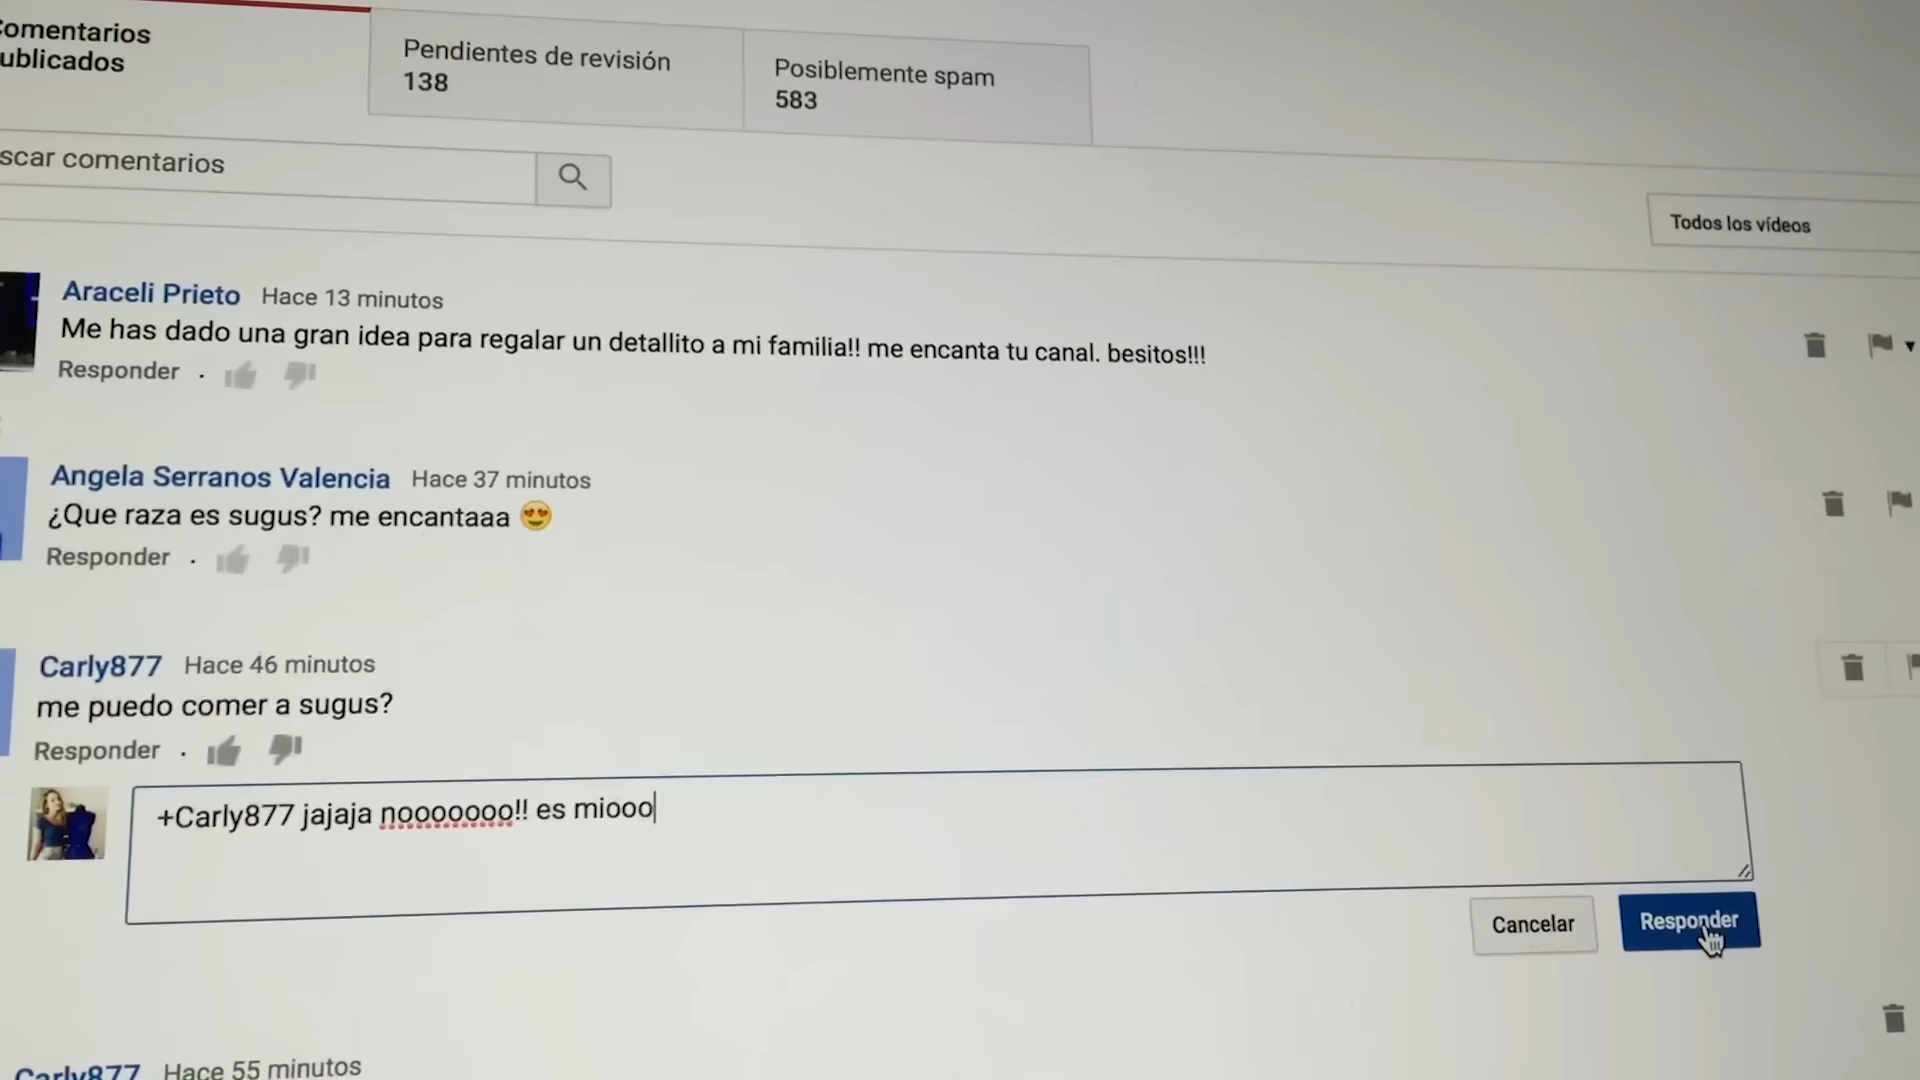 Comentarios
publicados
Pendientes de revisión
138
Posiblemente spam
583
scar comentarios
Todos los vídeos
Araceli Prieto Hace 13 minutos
Me has dado una gran idea para regalar un detallito a mi familia!! me encanta tu canal. besitos!!!
Responder ·
Angela Serranos Valencia Hace 37 minutos
¿Que raza es sugus? me encantaaa 😍
Responder ·
Carly877 Hace 46 minutos
me puedo comer a sugus?
Responder ·
+Carly877 jajaja nooooooo!! es miooo
Cancelar
Responder
Carly877 Hace 55 minutos